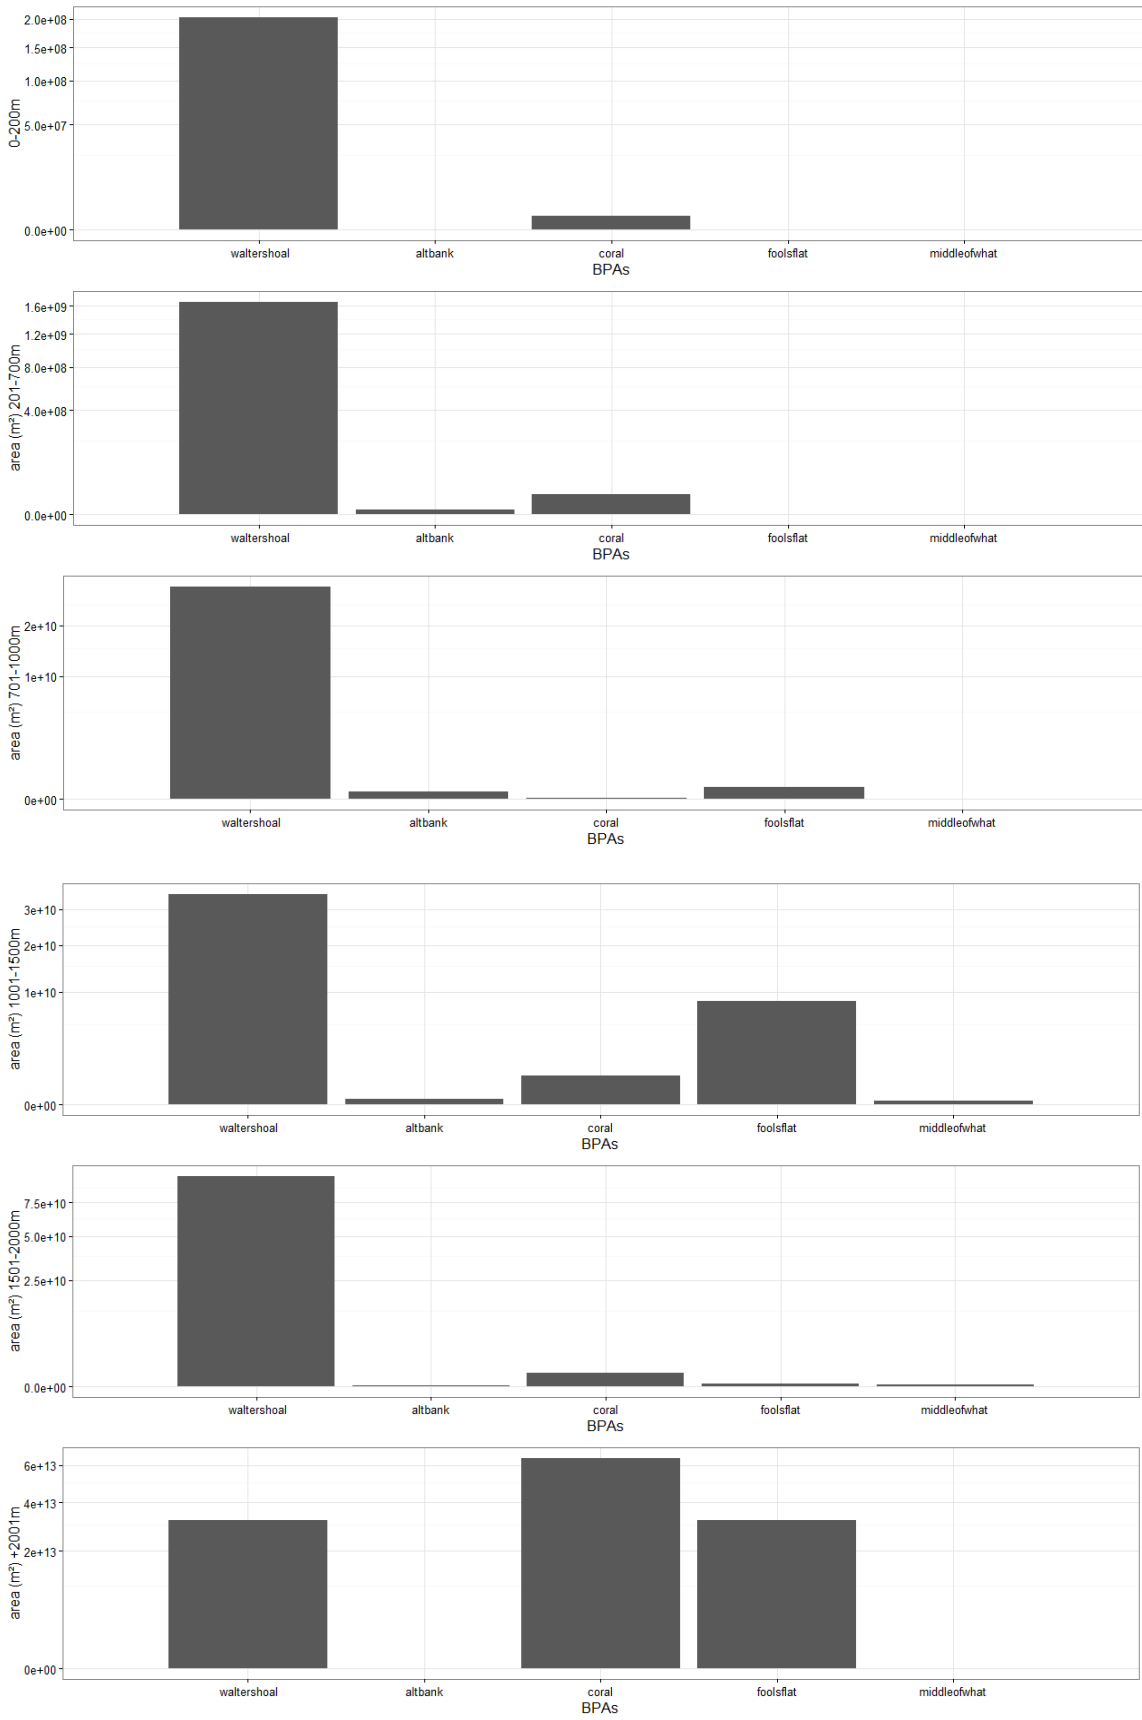 0-200m
2.0e+08
1.5e+08
1.0e+08
5.0e+07
0.0e+00
waltershoal altbank coral foolsflat middleofwhat
BPAs
area (m²) 201-700m
1.6e+09
1.2e+09
8.0e+08
4.0e+08
0.0e+00
waltershoal altbank coral foolsflat middleofwhat
BPAs
area (m²) 701-1000m
2e+10
1e+10
0e+00
waltershoal altbank coral foolsflat middleofwhat
BPAs
area (m²) 1001-1500m
3e+10
2e+10
1e+10
0e+00
waltershoal altbank coral foolsflat middleofwhat
BPAs
area (m²) 1501-2000m
7.5e+10
5.0e+10
2.5e+10
0.0e+00
waltershoal altbank coral foolsflat middleofwhat
BPAs
area (m²) +2001m
6e+13
4e+13
2e+13
0e+00
waltershoal altbank coral foolsflat middleofwhat
BPAs